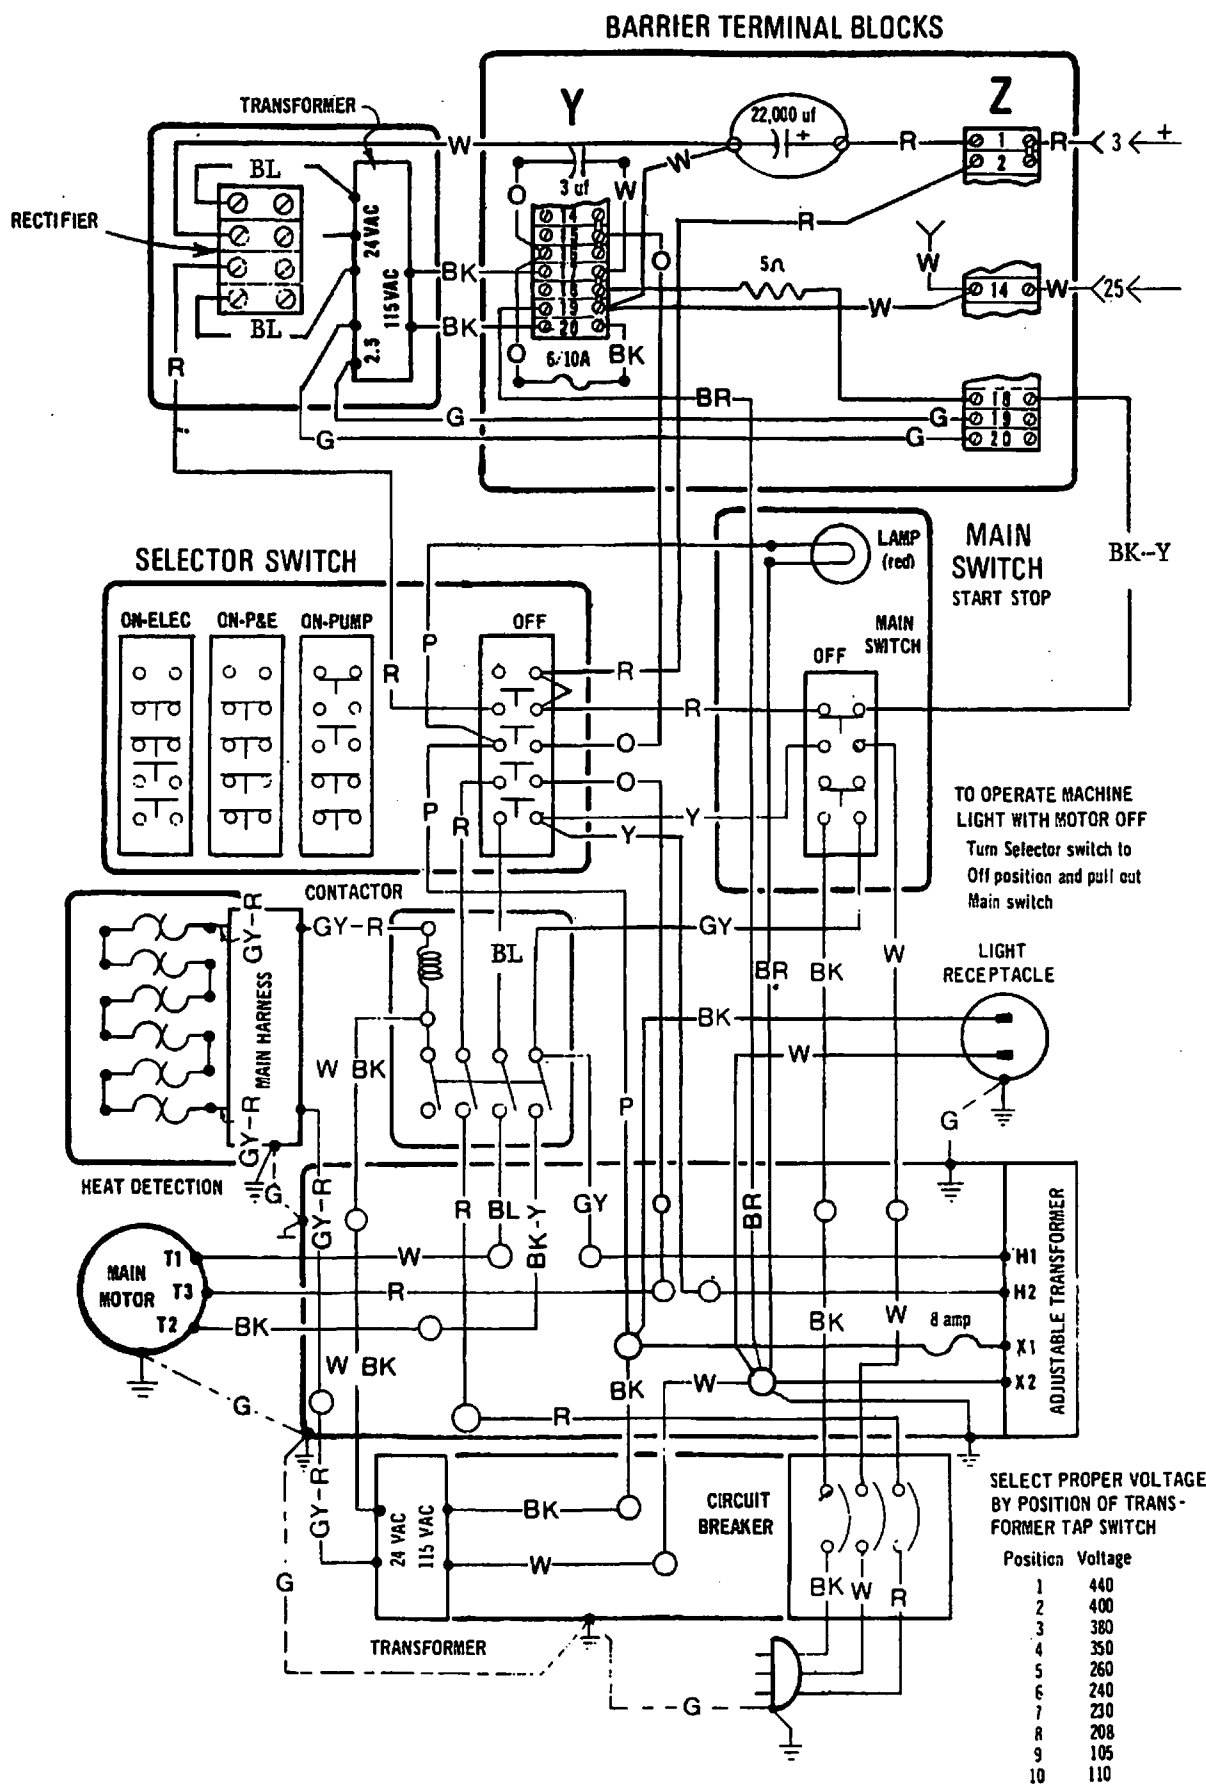 BARRIER TERMINAL BLOCKS
TRANSFORMER
Y
Z
22,000 uf
+
W
R
1
R
3
+
2
BL
W
3 uf
O
W
RECTIFIER
24 VAC
115 VAC
2.5
14
15
O
R
Y
W
5Ω
BK
14
W
25
W
19
BL
BK
20
O
6/10A
BK
R
BR
18
G
G
19
G
G
20
SELECTOR SWITCH
LAMP
(red)
MAIN
SWITCH
START STOP
BK-Y
ON-ELEC
ON-P&E
ON-PUMP
OFF
MAIN
SWITCH
P
OFF
R
R
R
O
O
P
R
Y
Y
TO OPERATE MACHINE
LIGHT WITH MOTOR OFF
Turn Selector switch to
Off position and pull out
Main switch
CONTACTOR
GY-R
GY-R
GY
BL
W
LIGHT
RECEPTACLE
BR
BK
MAIN HARNESS
BK
W
W
BK
P
G
GY-R
HEAT DETECTION
G
GY-R
R
BL
BK-Y
GY
O
BR
ADJUSTABLE TRANSFORMER
T1
W
H1
MAIN
MOTOR
T3
R
H2
T2
BK
BK
W
8 amp
X1
W
BK
G
BK
W
X2
R
GY-R
24 VAC
115 VAC
BK
W
CIRCUIT
BREAKER
G
BK
W
R
TRANSFORMER
G
SELECT PROPER VOLTAGE
BY POSITION OF TRANS-
FORMER TAP SWITCH
Position Voltage
1 440
2 400
3 380
4 350
5 260
6 240
7 230
8 208
9 105
10 110